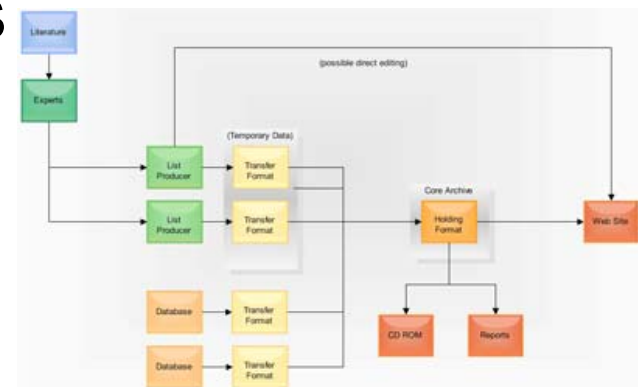 S
Literature
(possible direct editing)
Experts
(Temporary Data)
List
Producer
Transfer
Format
Core Archive
List
Producer
Transfer
Format
Holding
Format
Web Site
Database
Transfer
Format
CD ROM
Reports
Database
Transfer
Format